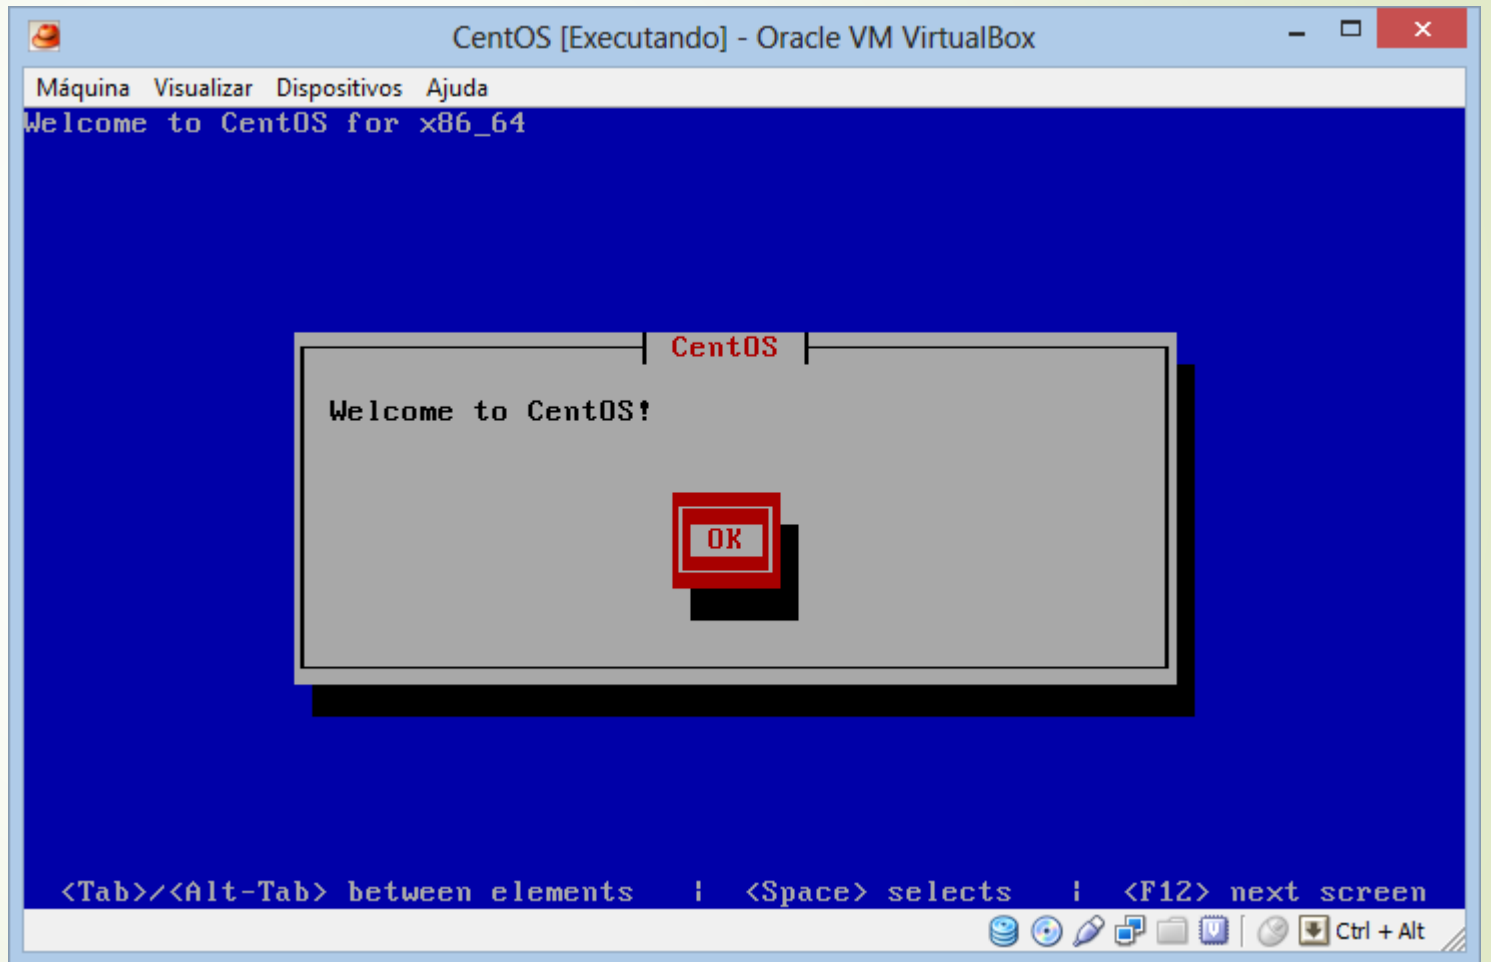 CentOS [Executando] - Oracle VM VirtualBox
Máquina Visualizar Dispositivos Ajuda
Welcome to CentOS for x86_64
CentOS
Welcome to CentOS!
OK
<Tab>/<Alt-Tab> between elements | <Space> selects | <F12> next screen
Ctrl + Alt